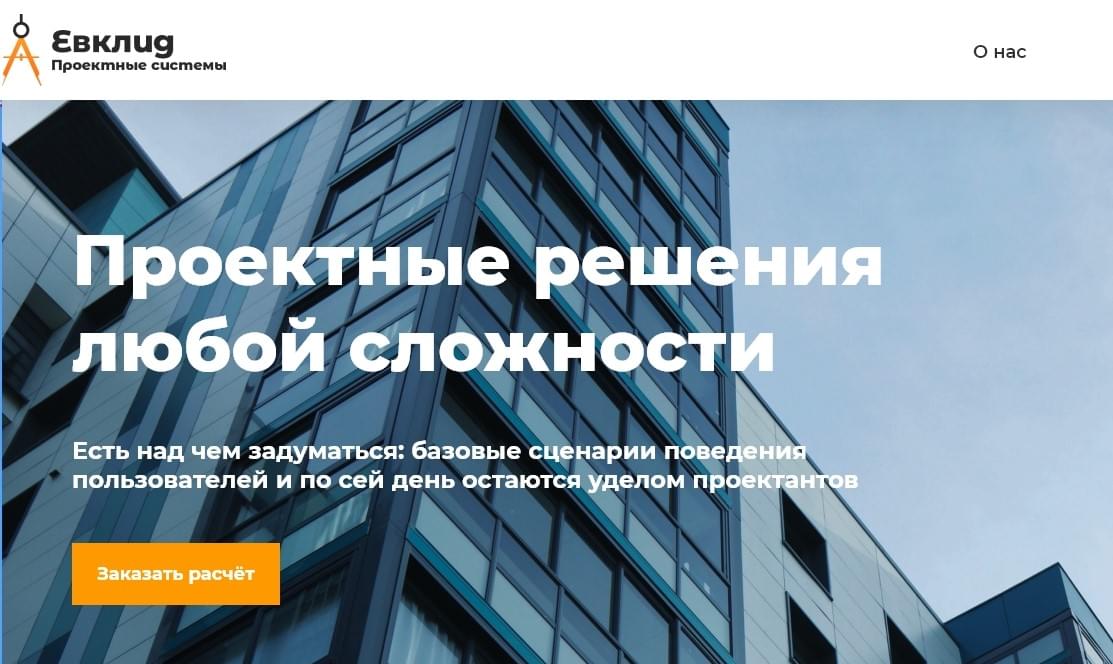 Евклид
Проектные системы
О нас
Проектные решения
любой сложности
Есть над чем задуматься: базовые сценарии поведения
пользователей и по сей день остаются уделом проектантов
Заказать расчёт